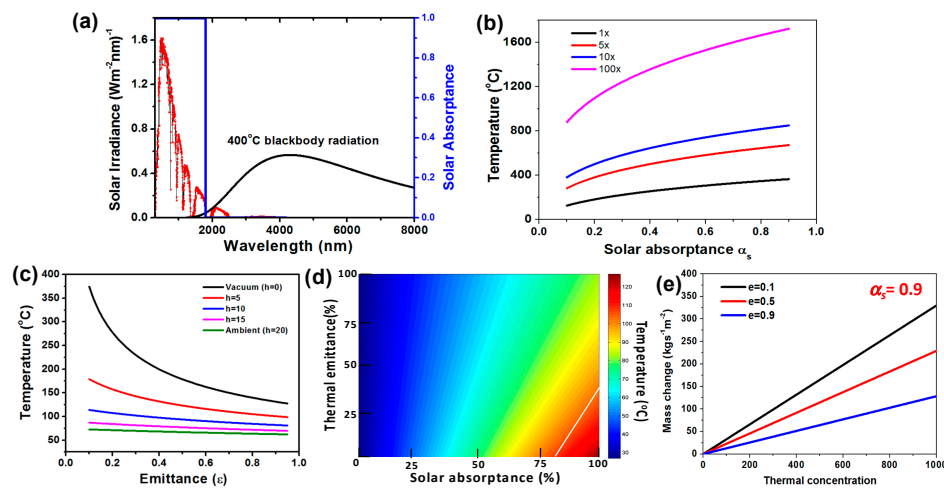 (a)
Solar Irradiance (Wm⁻²nm⁻¹)
1.6
1.2
0.8
0.4
0.0
400°C blackbody radiation
2000 4000 6000 8000
Wavelength (nm)
1.0
0.8
0.6
0.4
0.2
0.0
Solar Absorptance
(b)
Temperature (°C)
1600
1200
800
400
0
1x
5x
10x
100x
0.0 0.2 0.4 0.6 0.8 1.0
Solar absorptance αs
(c)
Temperature (°C)
400
350
300
250
200
150
100
50
0
Vacuum (h=0)
h=5
h=10
h=15
Ambient (h=20)
0.0 0.2 0.4 0.6 0.8 1.0
Emittance (ε)
(d)
Thermal emittance(%)
100
75
50
25
25 50 75 100
Solar absorptance (%)
120
110
100
90
80
70
60
50
40
30
Temperature (°C)
(e)
Mass change (kgs⁻¹m⁻²)
400
350
300
250
200
150
100
50
0
e=0.1
e=0.5
e=0.9
αs= 0.9
0 200 400 600 800 1000
Thermal concentration